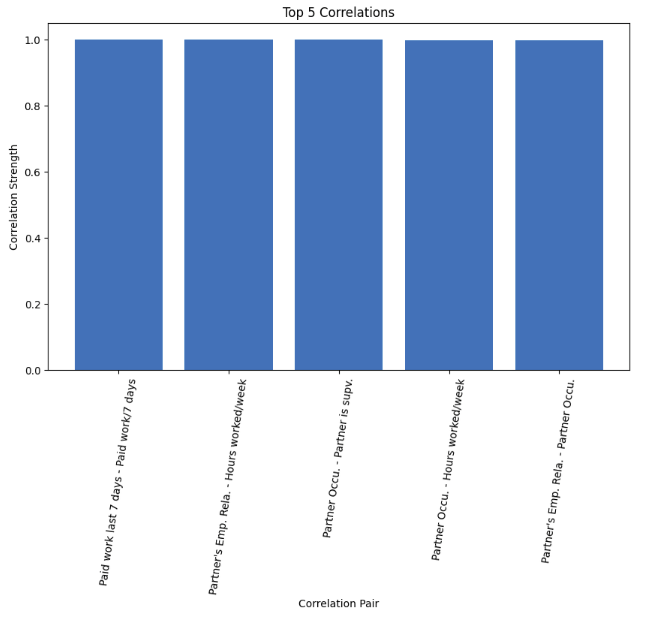 Top 5 Correlations
Correlation Strength
1.0
0.8
0.6
0.4
0.2
0.0
Paid work last 7 days - Paid work/7 days
Partner's Emp. Rela. - Hours worked/week
Partner Occu. - Partner is supv.
Partner Occu. - Hours worked/week
Partner's Emp. Rela. - Partner Occu.
Correlation Pair